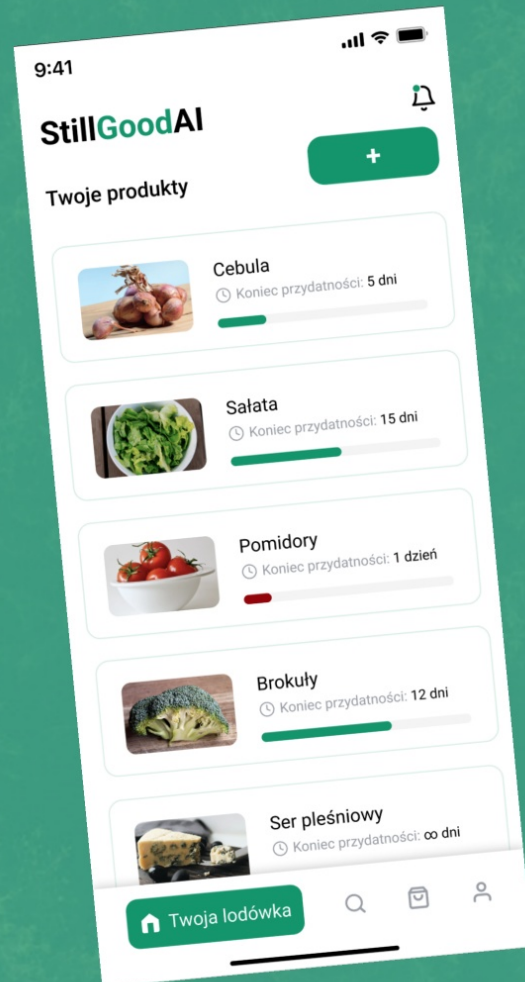 9:41
StillGoodAI
+
Twoje produkty
Cebula
Koniec przydatności: 5 dni
Sałata
Koniec przydatności: 15 dni
Pomidory
Koniec przydatności: 1 dzień
Brokuły
Koniec przydatności: 12 dni
Ser pleśniowy
Koniec przydatności: ∞ dni
Twoja lodówka